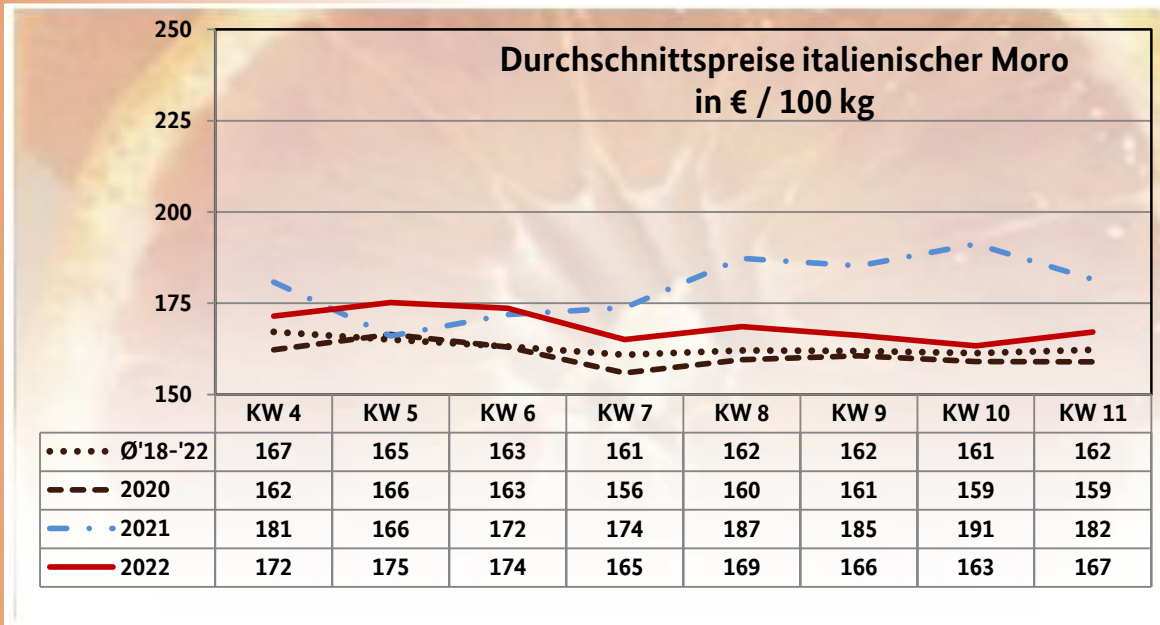 250
Durchschnittspreise italienischer Moro
in € / 100 kg
225
200
175
150
KW 4 KW 5 KW 6 KW 7 KW 8 KW 9 KW 10 KW 11
Ø'18-'22 167 165 163 161 162 162 161 162
2020 162 166 163 156 160 161 159 159
2021 181 166 172 174 187 185 191 182
2022 172 175 174 165 169 166 163 167